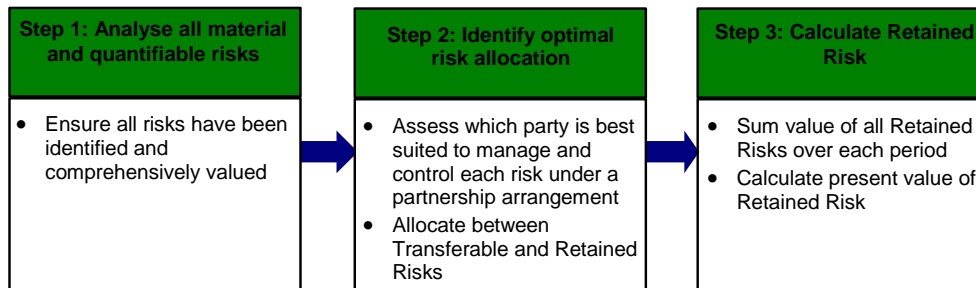 Step 1: Analyse all material
and quantifiable risks
• Ensure all risks have been
identified and
comprehensively valued
Step 2: Identify optimal
risk allocation
• Assess which party is best
suited to manage and
control each risk under a
partnership arrangement
• Allocate between
Transferable and Retained
Risks
Step 3: Calculate Retained
Risk
• Sum value of all Retained
Risks over each period
• Calculate present value of
Retained Risk